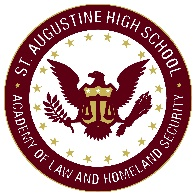 ST. AUGUSTINE HIGH SCHOOL
ACADEMY OF LAW AND HOMELAND SECURITY